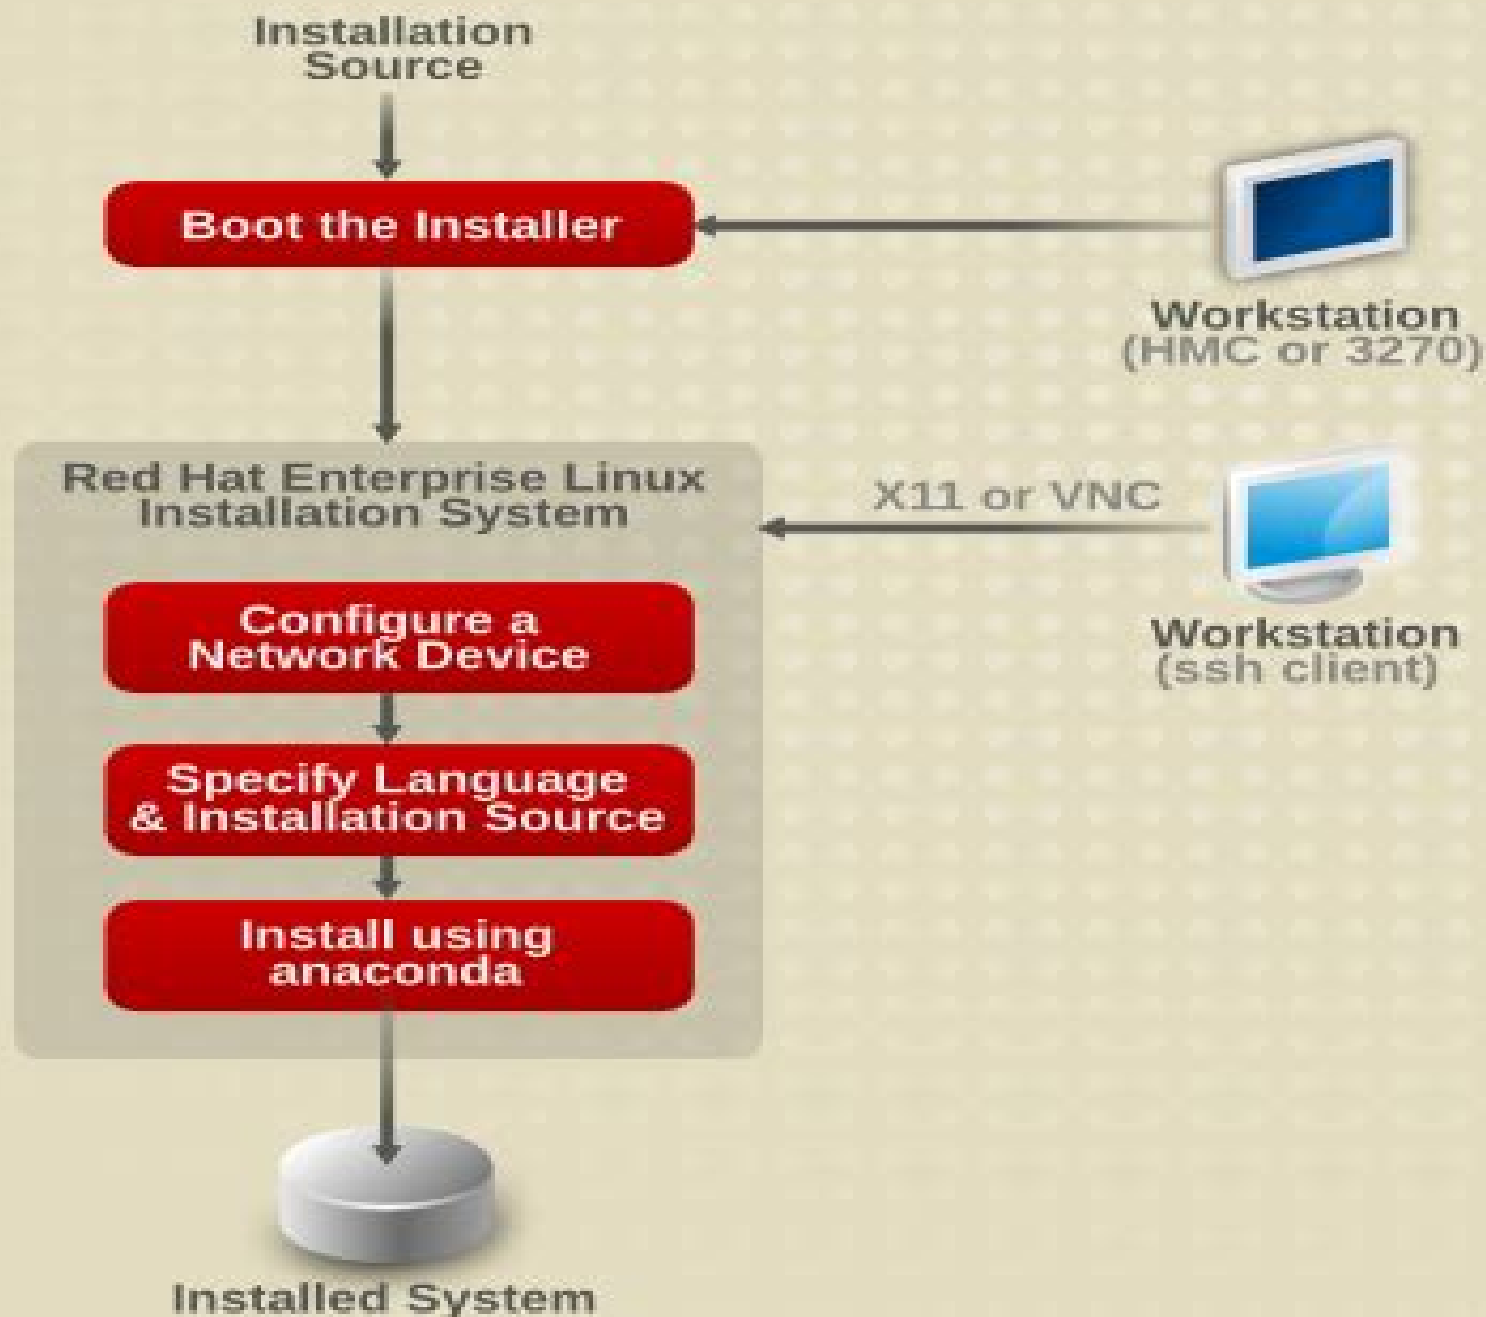 Installation
Source
Boot the Installer
Workstation
(HMC or 3270)
Red Hat Enterprise Linux
Installation System
X11 or VNC
Workstation
(ssh client)
Configure a
Network Device
Specify Language
& Installation Source
Install using
anaconda
Installed System